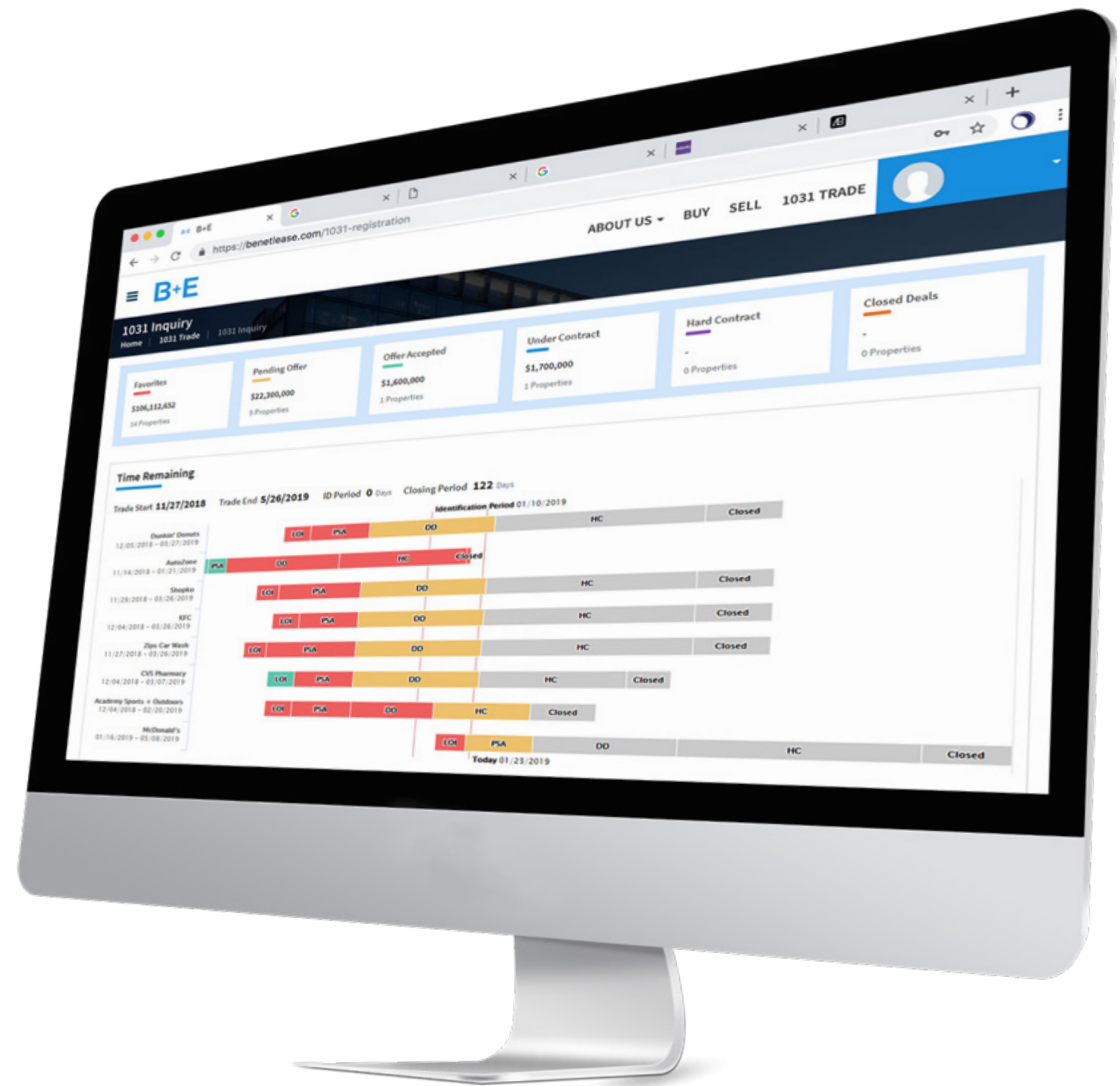 B+E
https://benetlease.com/1031-registration
B+E
ABOUT US BUY SELL 1031 TRADE
1031 Inquiry
Home | 1031 Trade | 1031 Inquiry
Favorites
$106,112,652
14 Properties
Pending Offer
$22,300,000
5 Properties
Offer Accepted
$1,600,000
1 Properties
Under Contract
$1,700,000
1 Properties
Hard Contract
-
0 Properties
Closed Deals
-
0 Properties
Time Remaining
Trade Start 11/27/2018 Trade End 5/26/2019 ID Period 0 Days Closing Period 122 Days
Identification Period 01/10/2019
Dunkin' Donuts LOI PSA DD HC Closed
12/05/2018 - 03/27/2019
AutoZone PSA DD HC Closed
11/14/2018 - 01/21/2019
Shopko LOI PSA DD HC Closed
11/29/2018 - 03/26/2019
KFC LOI PSA DD HC Closed
12/04/2018 - 03/26/2019
Zips Car Wash LOI PSA DD HC Closed
11/27/2018 - 03/26/2019
CVS Pharmacy LOI PSA DD HC Closed
12/04/2018 - 03/07/2019
Academy Sports + Outdoors LOI PSA DD HC Closed
12/04/2018 - 02/20/2019
McDonald's LOI PSA DD HC Closed
01/16/2019 - 05/08/2019
Today 01/23/2019